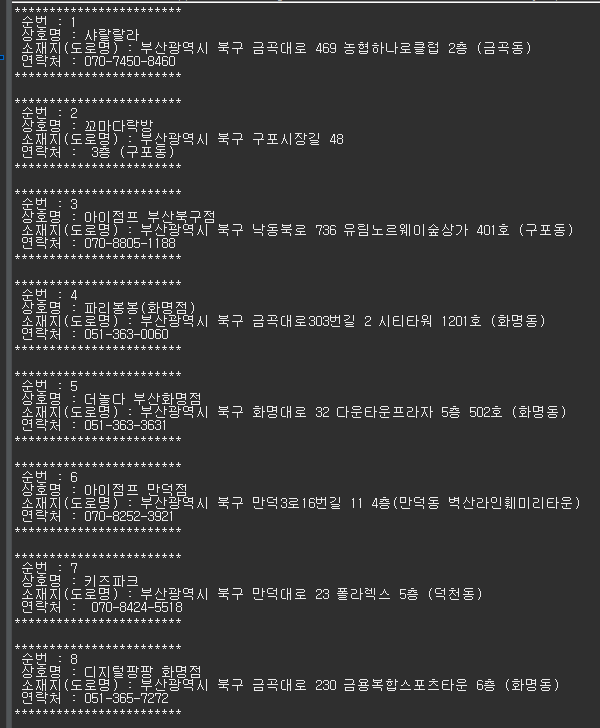 ************************
순번 : 1
상호명 : 샤랄랄라
소재지(도로명) : 부산광역시 북구 금곡대로 469 농협하나로클럽 2층 (금곡동)
연락처 : 070-7450-8460
************************
************************
순번 : 2
상호명 : 꼬마다락방
소재지(도로명) : 부산광역시 북구 구포시장길 48
연락처 :  3층 (구포동)
************************
************************
순번 : 3
상호명 : 아이점프 부산북구점
소재지(도로명) : 부산광역시 북구 낙동북로 736 유림노르웨이숲상가 401호 (구포동)
연락처 : 070-8805-1188
************************
************************
순번 : 4
상호명 : 파리봉봉(화명점)
소재지(도로명) : 부산광역시 북구 금곡대로303번길 2 시티타워 1201호 (화명동)
연락처 : 051-363-0060
************************
************************
순번 : 5
상호명 : 더놀다 부산화명점
소재지(도로명) : 부산광역시 북구 화명대로 32 다운타운프라자 5층 502호 (화명동)
연락처 : 051-363-3631
************************
************************
순번 : 6
상호명 : 아이점프 만덕점
소재지(도로명) : 부산광역시 북구 만덕3로16번길 11 4층(만덕동 벽산라인훼미리타운)
연락처 : 070-8252-3921
************************
************************
순번 : 7
상호명 : 키즈파크
소재지(도로명) : 부산광역시 북구 만덕대로 23 폴라렉스 5층 (덕천동)
연락처 :  070-8424-5518
************************
************************
순번 : 8
상호명 : 디지털팡팡 화명점
소재지(도로명) : 부산광역시 북구 금곡대로 230 금용복합스포츠타운 6층 (화명동)
연락처 : 051-365-7272
************************